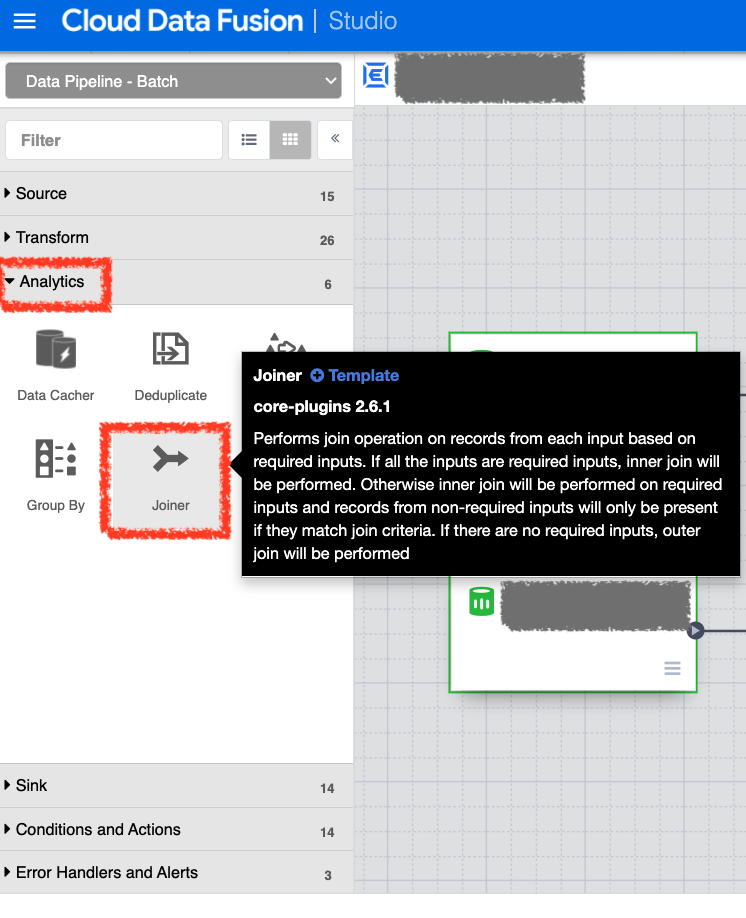 Cloud Data Fusion | Studio
Data Pipeline - Batch
Filter
«
Source 15
Transform 26
Analytics 6
Data Cacher
Deduplicate
Group By
Joiner
Joiner Template
core-plugins 2.6.1
Performs join operation on records from each input based on
required inputs. If all the inputs are required inputs, inner join will
be performed. Otherwise inner join will be performed on required
inputs and records from non-required inputs will only be present
if they match join criteria. If there are no required inputs, outer
join will be performed
Sink 14
Conditions and Actions 14
Error Handlers and Alerts 3